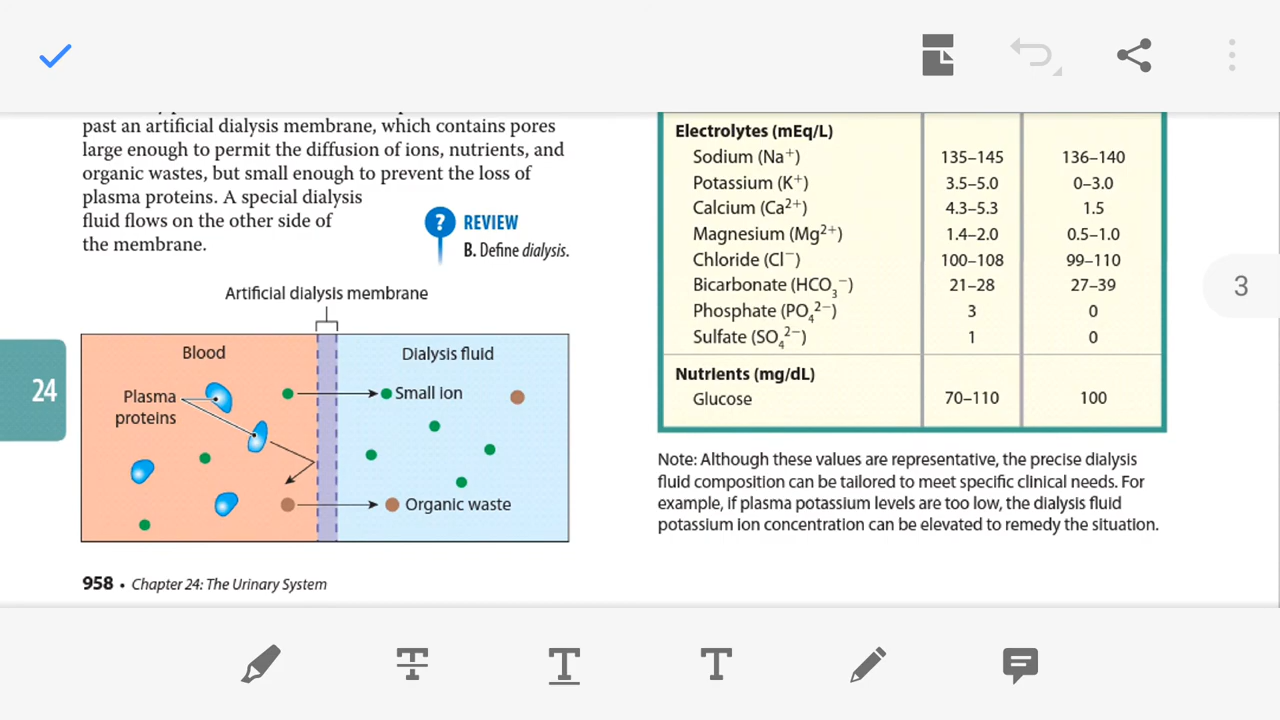 past an artificial dialysis membrane, which contains pores
large enough to permit the diffusion of ions, nutrients, and
organic wastes, but small enough to prevent the loss of
plasma proteins. A special dialysis
fluid flows on the other side of
the membrane.
? REVIEW
B. Define dialysis.
Artificial dialysis membrane
Blood
Dialysis fluid
Plasma
proteins
Small ion
Organic waste
24
958 • Chapter 24: The Urinary System
Electrolytes (mEq/L)
Sodium (Na⁺) 135–145 136–140
Potassium (K⁺) 3.5–5.0 0–3.0
Calcium (Ca²⁺) 4.3–5.3 1.5
Magnesium (Mg²⁺) 1.4–2.0 0.5–1.0
Chloride (Cl⁻) 100–108 99–110
Bicarbonate (HCO₃⁻) 21–28 27–39
Phosphate (PO₄²⁻) 3 0
Sulfate (SO₄²⁻) 1 0
Nutrients (mg/dL)
Glucose 70–110 100
Note: Although these values are representative, the precise dialysis
fluid composition can be tailored to meet specific clinical needs. For
example, if plasma potassium levels are too low, the dialysis fluid
potassium ion concentration can be elevated to remedy the situation.
3
T T T